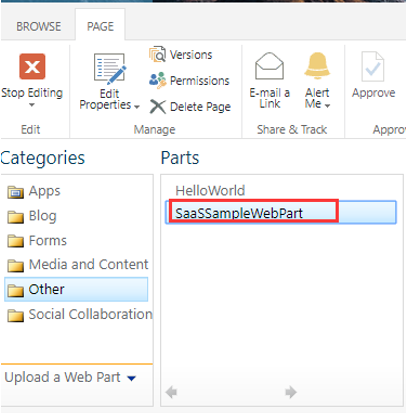 BROWSE PAGE
Versions
Permissions
Delete Page
Stop Editing
Edit Properties
E-mail a Link
Alert Me
Approve
Edit Manage Share & Track
Categories Parts
Apps
Blog
Forms
Media and Content
Other
Social Collaboration
HelloWorld
SaaSSampleWebPart
Upload a Web Part